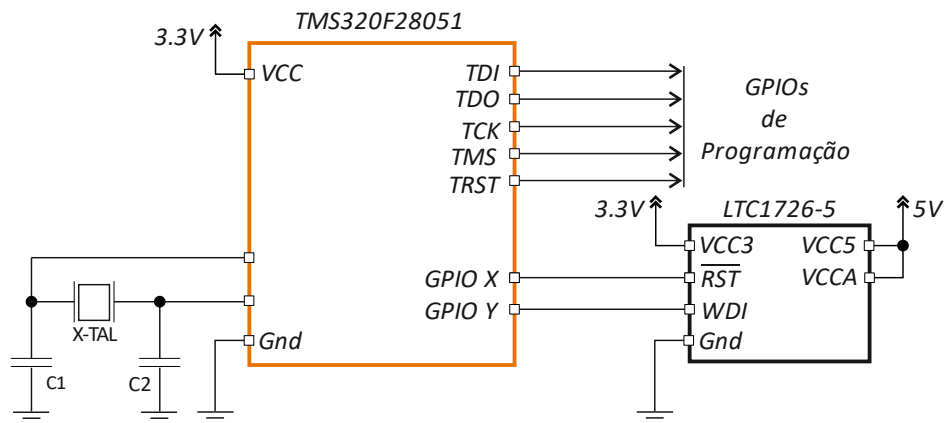 TMS320F28051
3.3V
VCC
TDI
TDO
TCK
TMS
TRST
GPIOs
de
Programação
3.3V
LTC1726-5
5V
VCC3
VCC5
RST
VCCA
WDI
Gnd
GPIO X
GPIO Y
Gnd
X-TAL
C1
C2